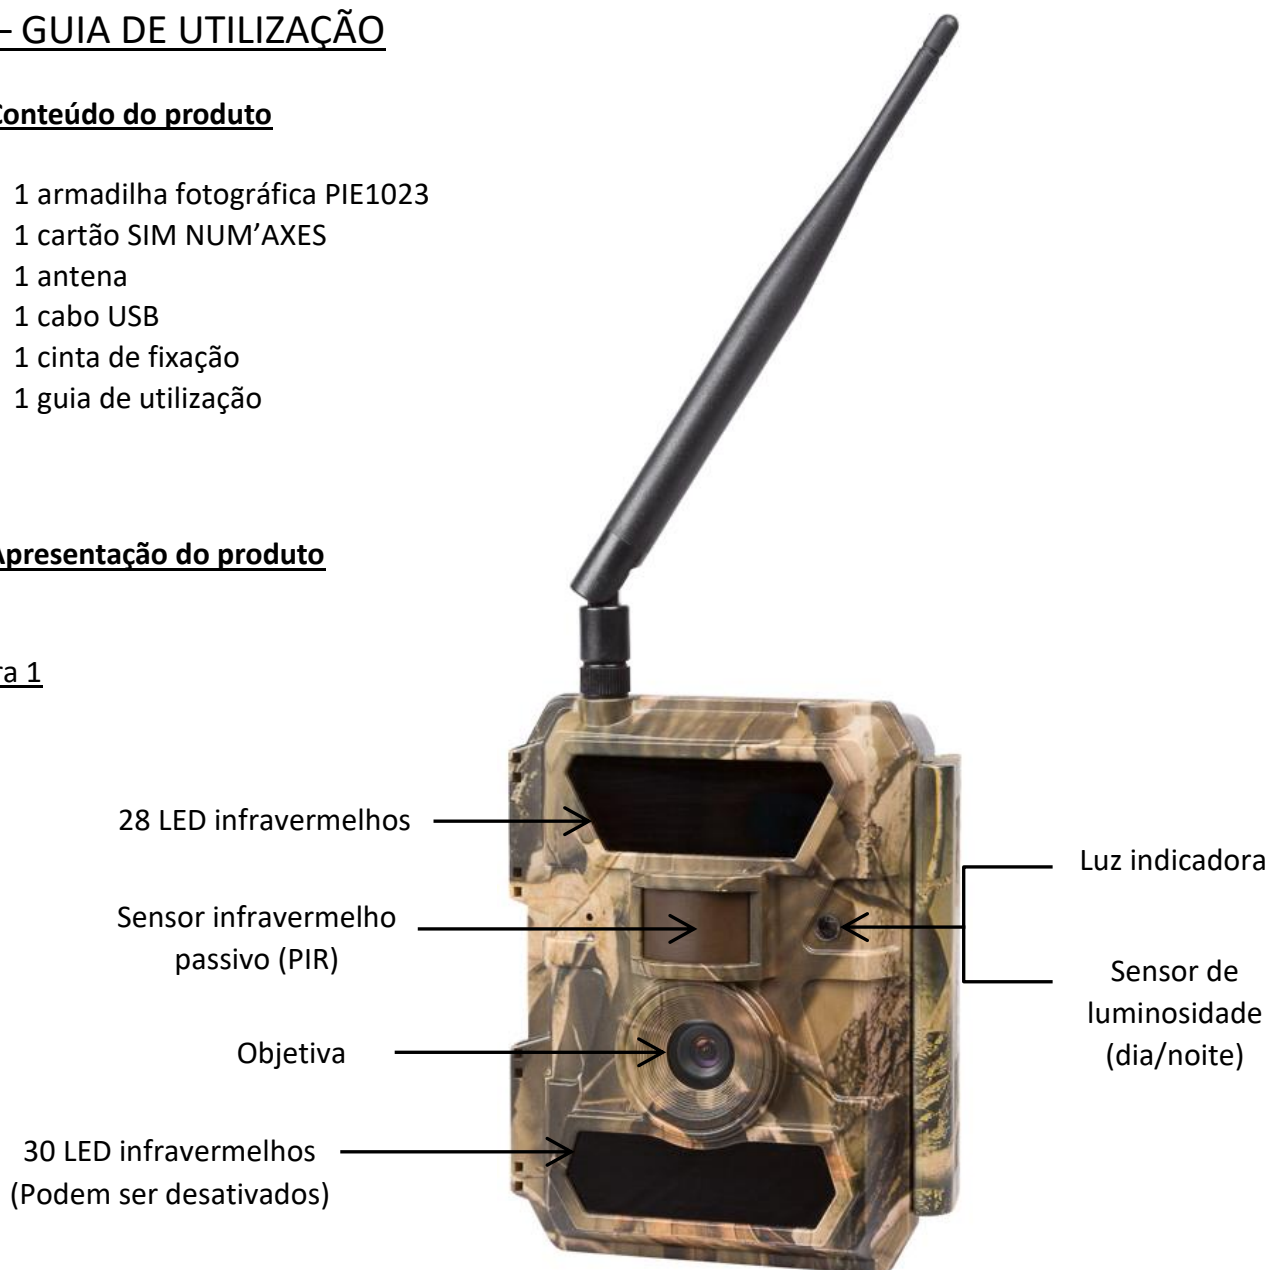 – GUIA DE UTILIZAÇÃO
Conteúdo do produto
1 armadilha fotográfica PIE1023
1 cartão SIM NUM’AXES
1 antena
1 cabo USB
1 cinta de fixação
1 guia de utilização
Apresentação do produto
ra 1
28 LED infravermelhos
Luz indicadora
Sensor infravermelho
passivo (PIR)
Sensor de
luminosidade
(dia/noite)
Objetiva
30 LED infravermelhos
(Podem ser desativados)